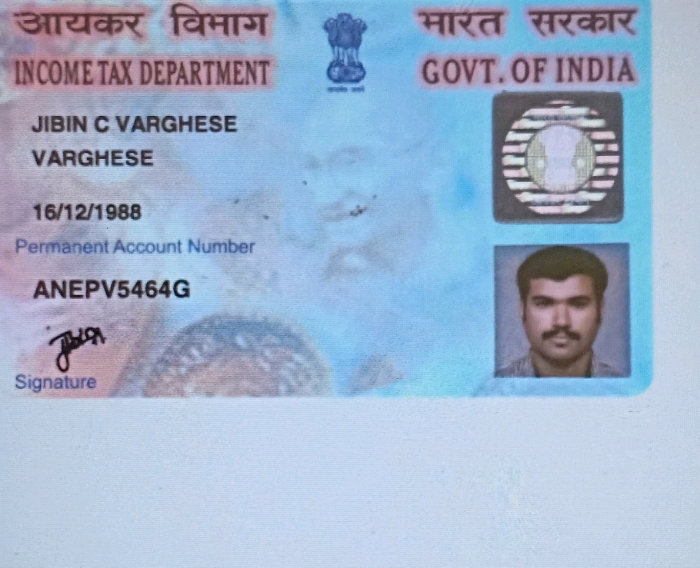 आयकर विभाग
भारत सरकार
INCOME TAX DEPARTMENT
GOVT. OF INDIA
JIBIN C VARGHESE
VARGHESE
16/12/1988
Permanent Account Number
ANEPV5464G
Jibin
Signature